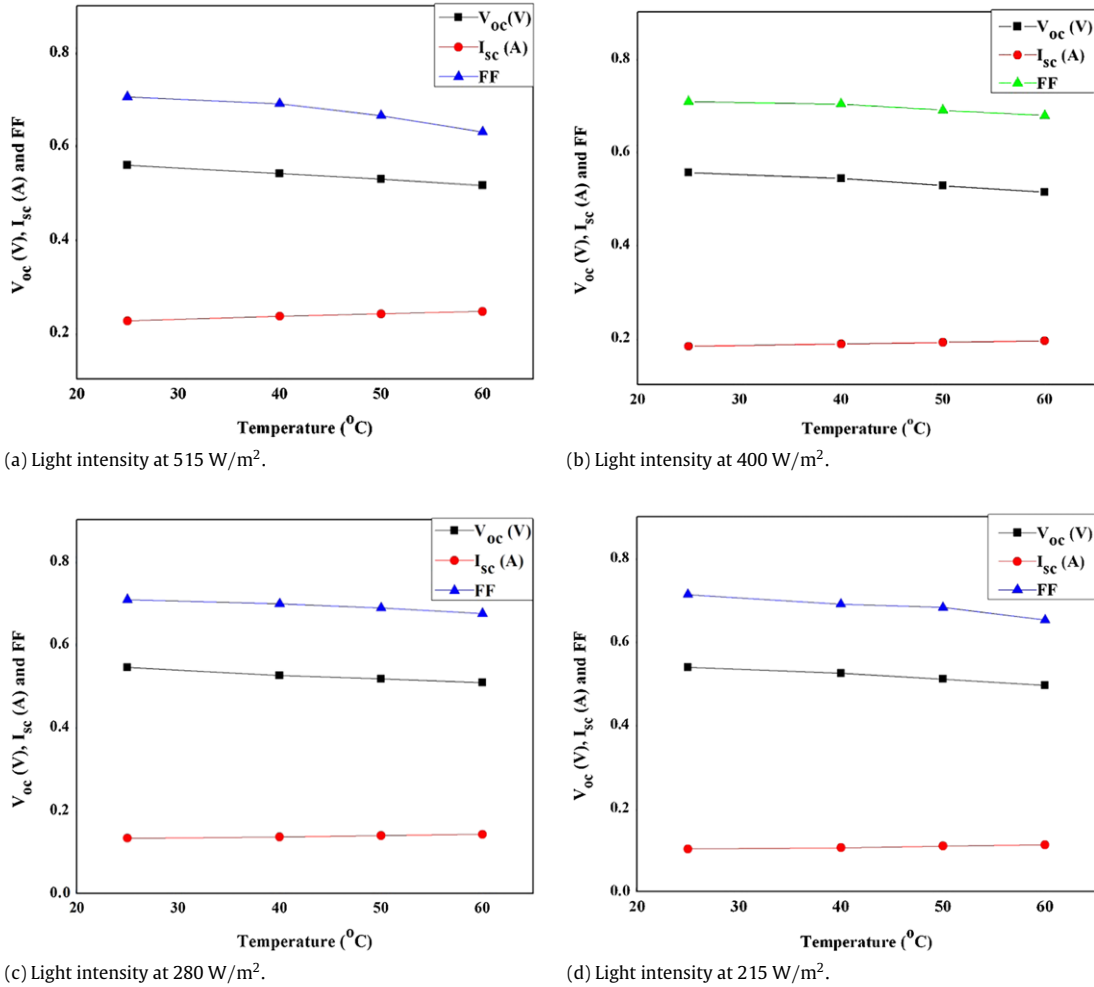 V_oc (V)
I_sc (A)
FF
0.8
0.6
0.4
0.2
V_oc (V), I_sc (A) and FF
20 30 40 50 60
Temperature (°C)
(a) Light intensity at 515 W/m².
V_oc (V)
I_sc (A)
FF
0.8
0.6
0.4
0.2
V_oc (V), I_sc (A) and FF
20 30 40 50 60
Temperature (°C)
(b) Light intensity at 400 W/m².
V_oc (V)
I_sc (A)
FF
0.8
0.6
0.4
0.2
0.0
V_oc (V), I_sc (A) and FF
20 30 40 50 60
Temperature (°C)
(c) Light intensity at 280 W/m².
V_oc (V)
I_sc (A)
FF
0.8
0.6
0.4
0.2
0.0
V_oc (V), I_sc (A) and FF
20 30 40 50 60
Temperature (°C)
(d) Light intensity at 215 W/m².